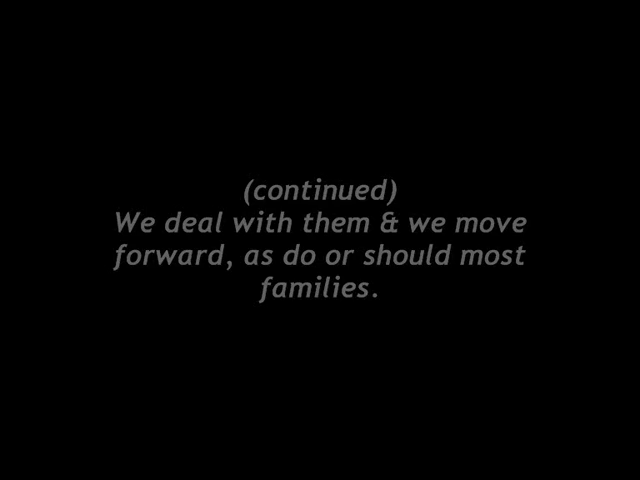 (continued)
We deal with them & we move
forward, as do or should most
families.